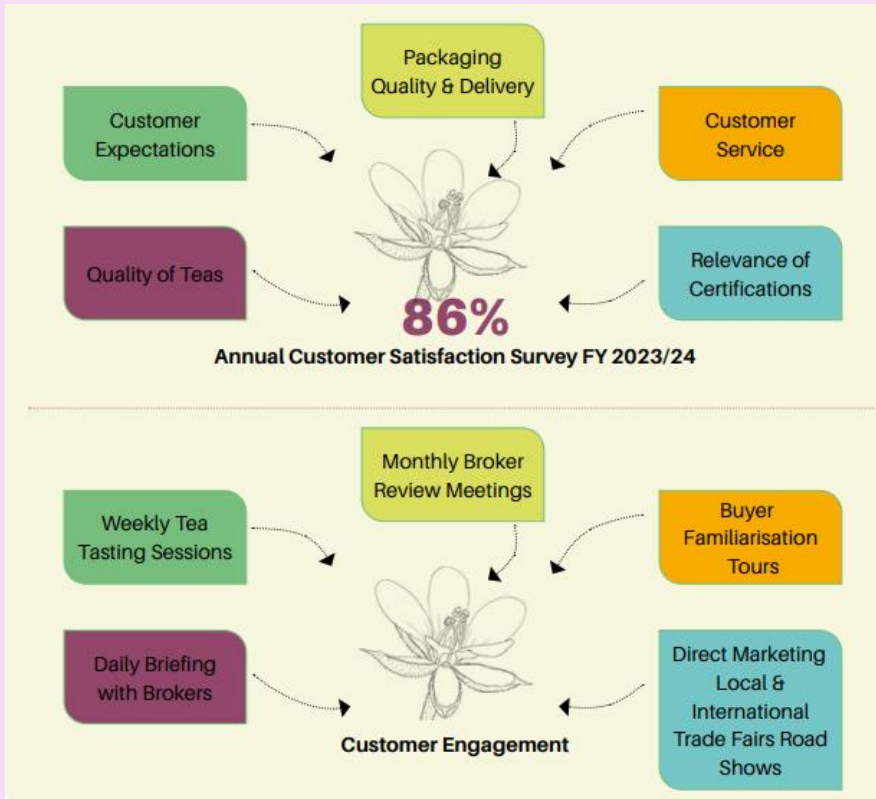 Packaging
Quality & Delivery
Customer
Expectations
Customer
Service
Quality of Teas
Relevance of
Certifications
86%
Annual Customer Satisfaction Survey FY 2023/24
Monthly Broker
Review Meetings
Weekly Tea
Tasting Sessions
Buyer
Familiarisation
Tours
Daily Briefing
with Brokers
Direct Marketing
Local &
International
Trade Fairs Road
Shows
Customer Engagement